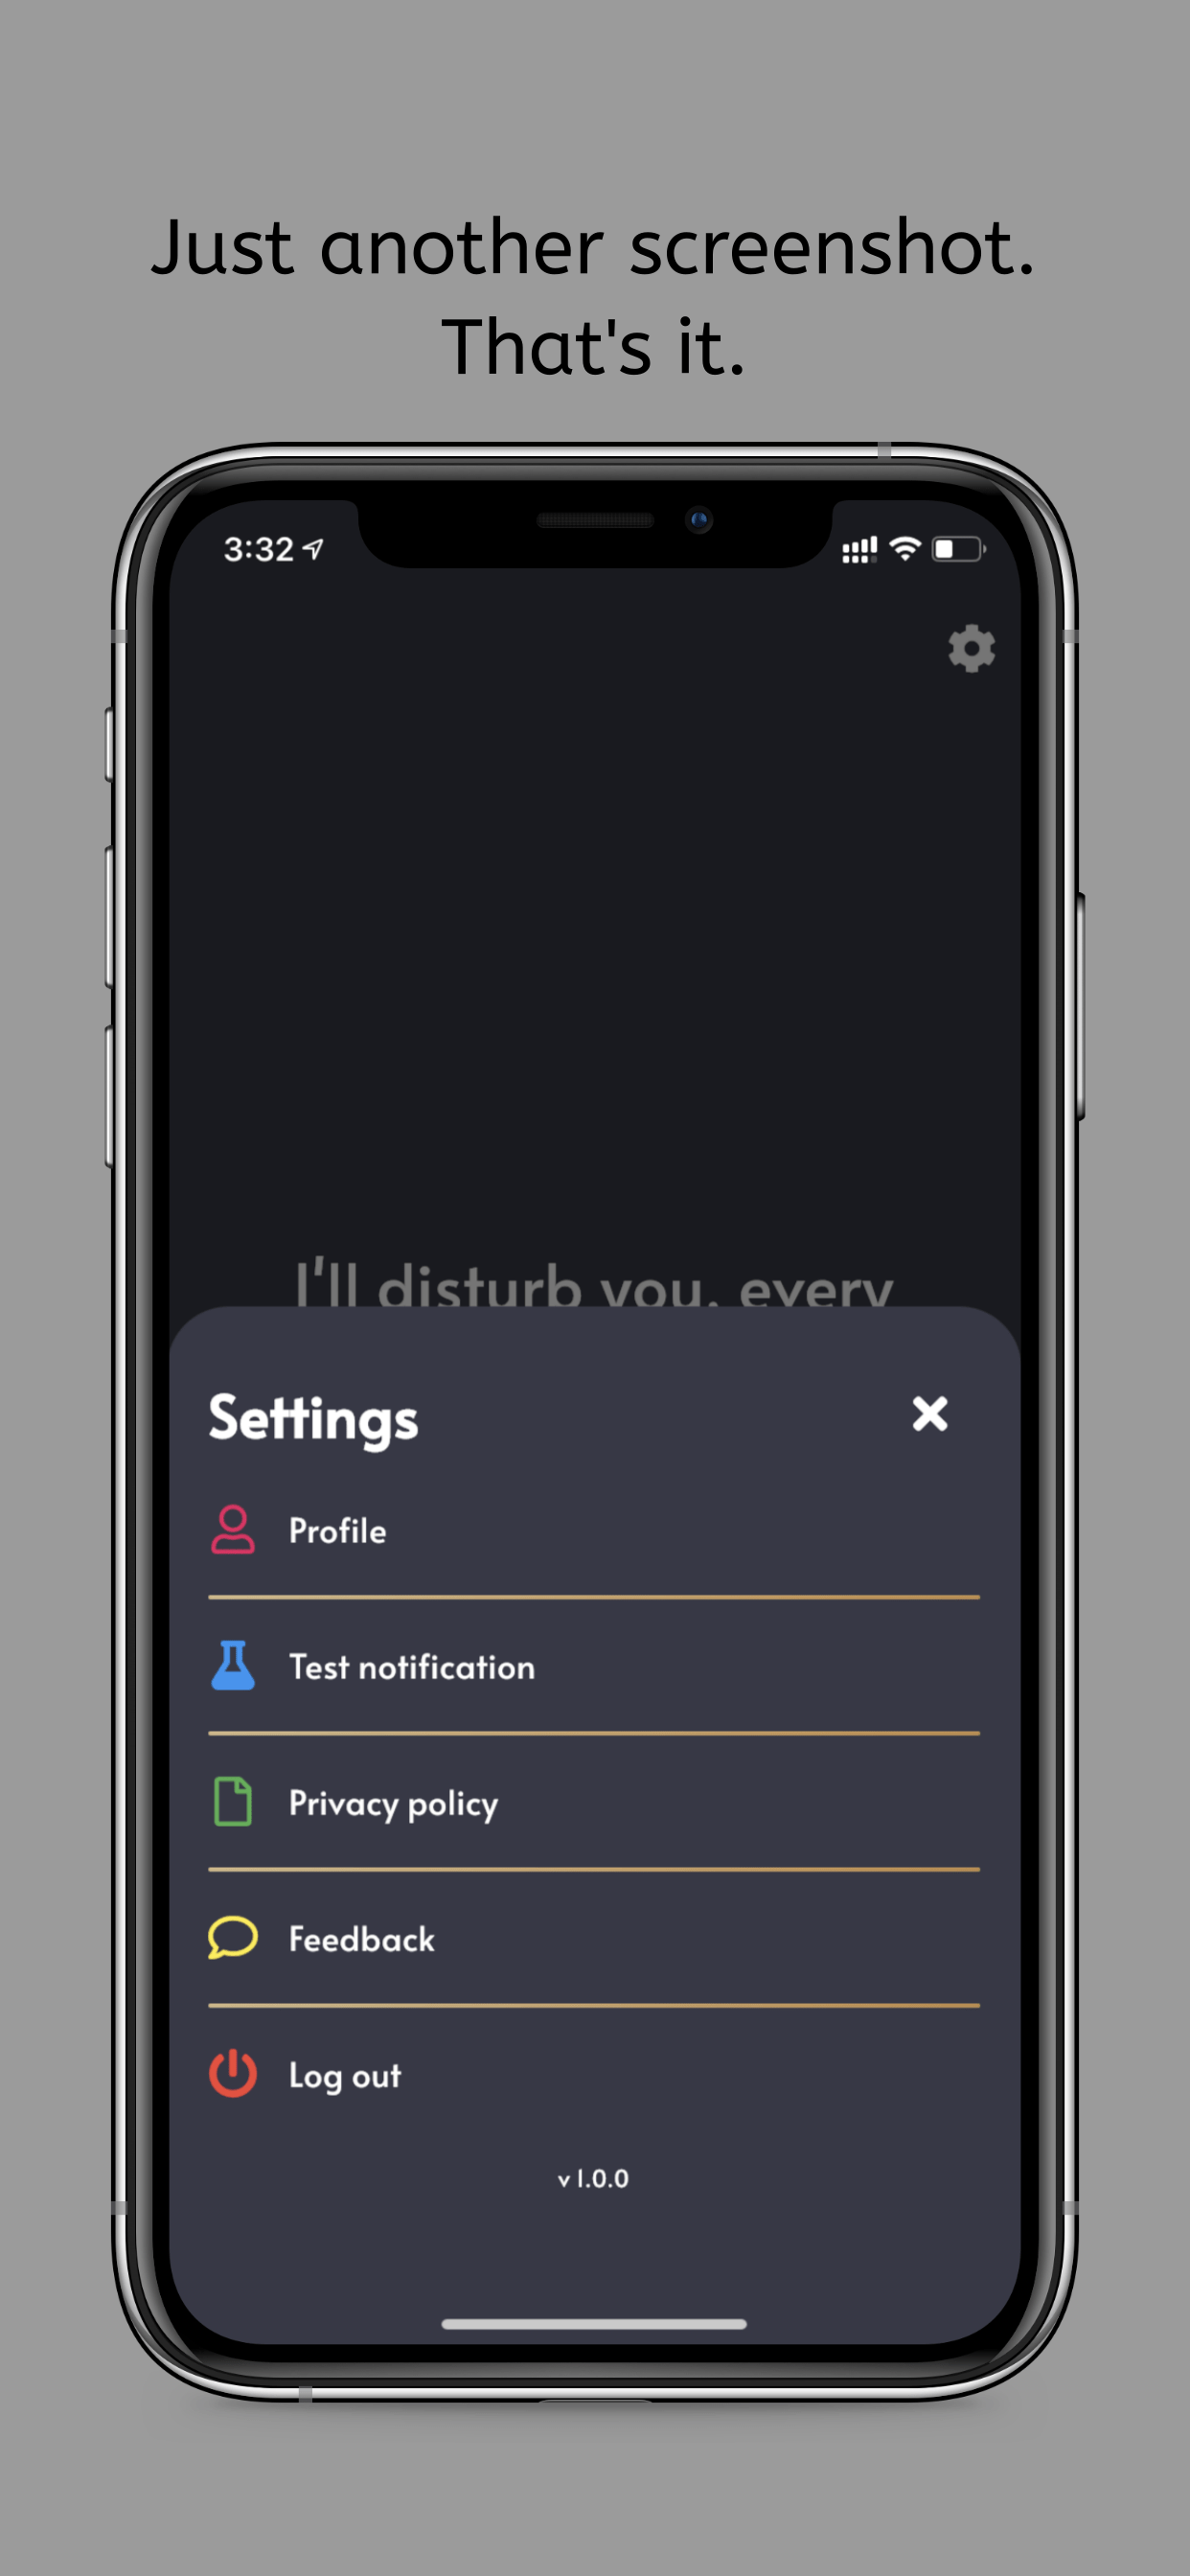 Just another screenshot.
That's it.
3:32
I'll disturb you, every
Settings
Profile
Test notification
Privacy policy
Feedback
Log out
v 1.0.0